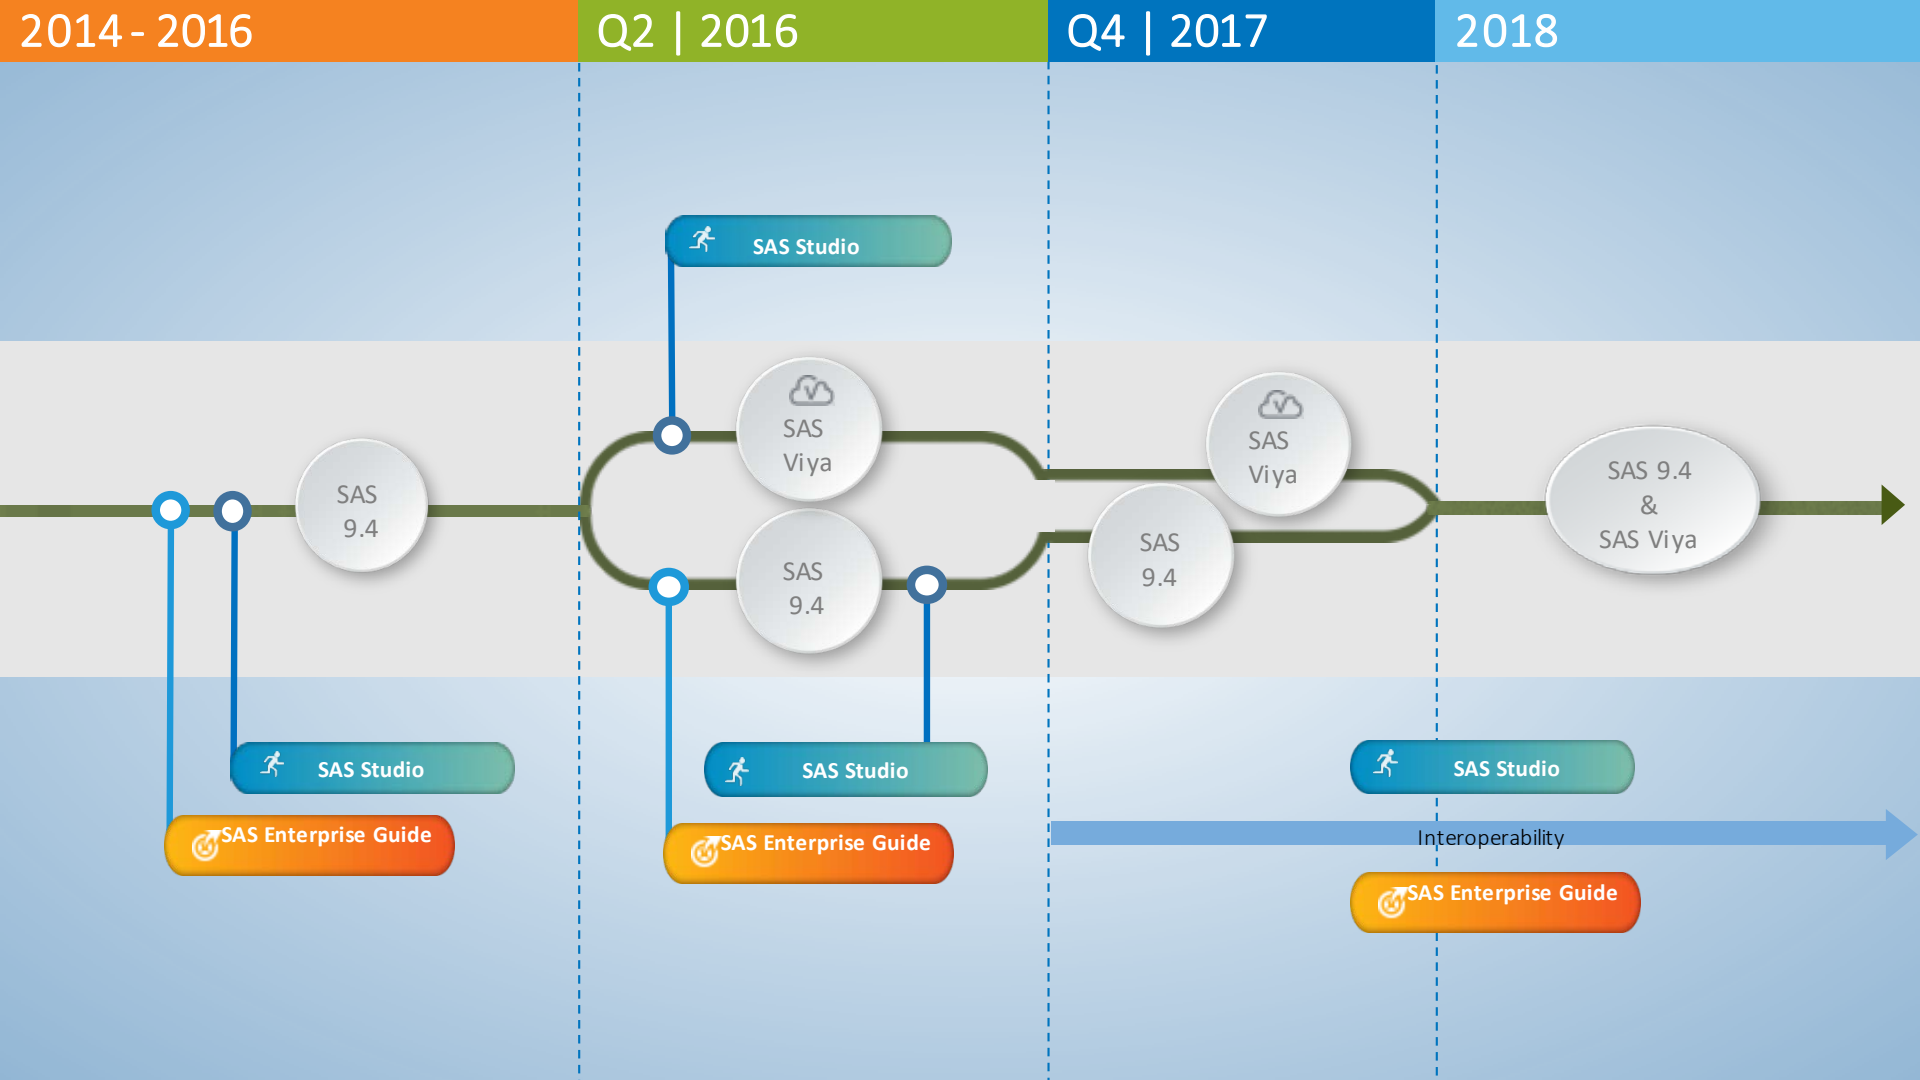 2014 - 2016
Q2 | 2016
Q4 | 2017
2018
SAS Studio
SAS
Viya
SAS
Viya
SAS
9.4
SAS
9.4
SAS
9.4
SAS 9.4
&
SAS Viya
SAS Studio
SAS Enterprise Guide
SAS Studio
SAS Enterprise Guide
SAS Studio
Interoperability
SAS Enterprise Guide